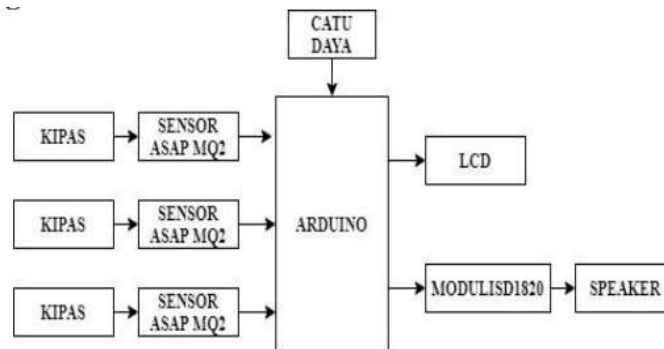 CATU
DAYA
KIPAS
SENSOR
ASAP MQ2
KIPAS
SENSOR
ASAP MQ2
KIPAS
SENSOR
ASAP MQ2
ARDUINO
LCD
MODULISD1820
SPEAKER